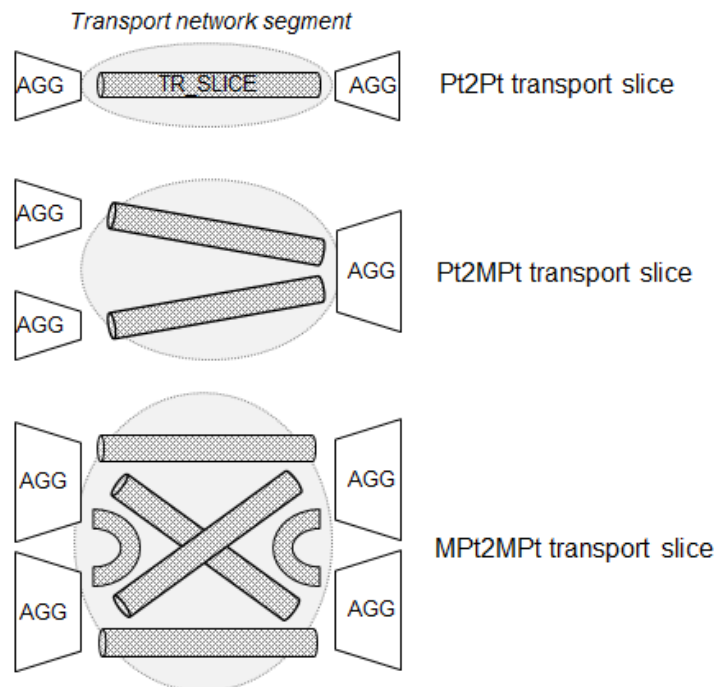 Transport network segment
AGG
TR_SLICE
AGG
Pt2Pt transport slice
AGG
AGG
AGG
Pt2MPt transport slice
AGG
AGG
MPt2MPt transport slice
AGG
AGG